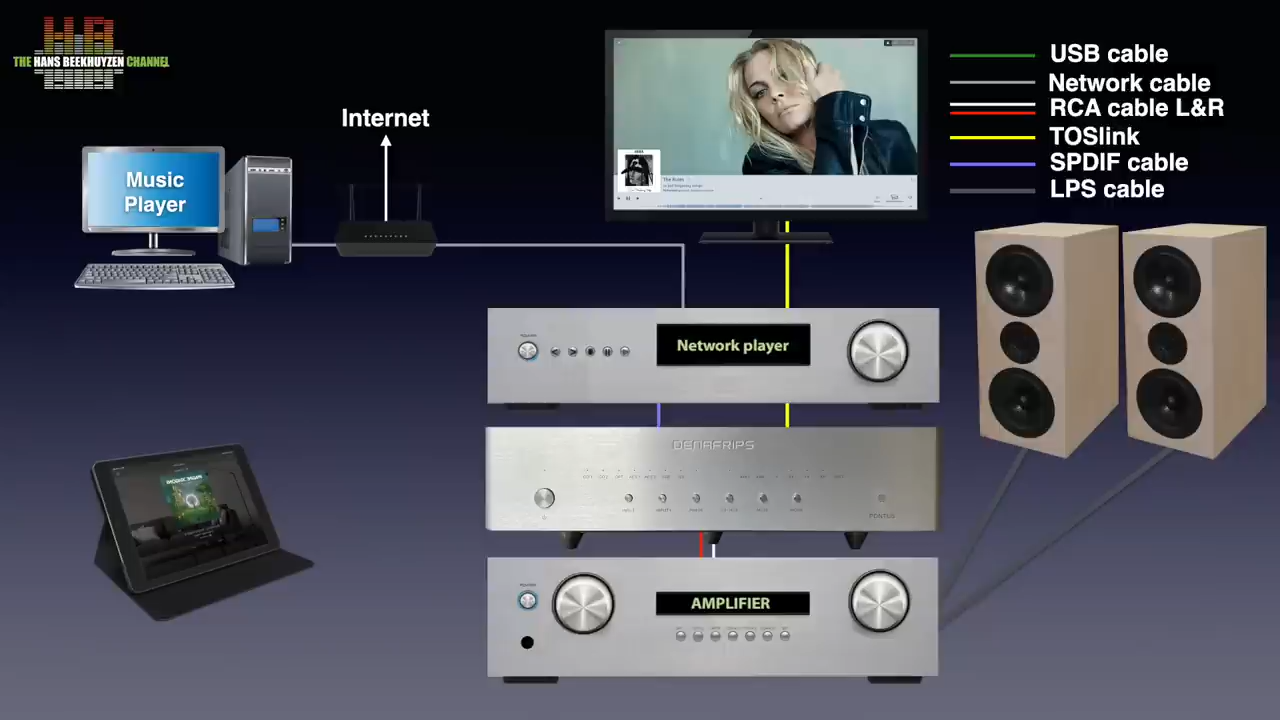 THE HANS BEEKHUYZEN CHANNEL
Internet
Music
Player
USB cable
Network cable
RCA cable L&R
TOSlink
SPDIF cable
LPS cable
Network player
DENAFRIPS
PONTUS
AMPLIFIER